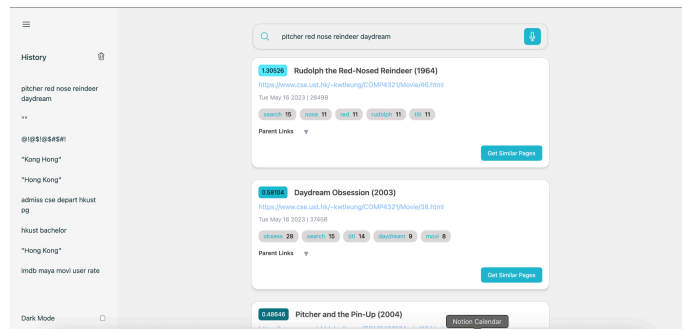 History
pitcher red nose reindeer
daydream
""
@!@$!@$#$#!
"Kong Hong"
"Hong Kong"
admiss cse depart hkust
pg
hkust bachelor
"Hong Kong"
imdb maya movi user rate
Dark Mode
pitcher red nose reindeer daydream
1.30526 Rudolph the Red-Nosed Reindeer (1964)
https://www.cse.ust.hk/~kwtleung/COMP4321/Movie/46.html
Tue May 16 2023 | 29499
search 15 nose 11 red 11 rudolph 11 titl 11
Parent Links
Get Similar Pages
0.59104 Daydream Obsession (2003)
https://www.cse.ust.hk/~kwtleung/COMP4321/Movie/38.html
Tue May 16 2023 | 37458
obsess 28 search 15 titl 14 daydream 9 movi 8
Parent Links
Get Similar Pages
0.48646 Pitcher and the Pin-Up (2004)
Notion Calendar